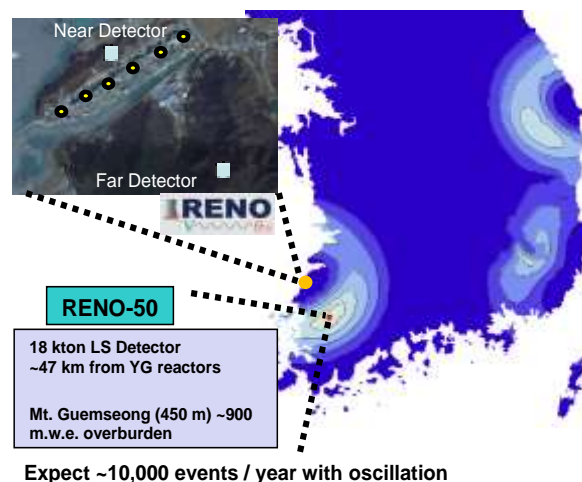 Near Detector
Far Detector
RENO
RENO-50
18 kton LS Detector
~47 km from YG reactors
Mt. Guemseong (450 m) ~900
m.w.e. overburden
Expect ~10,000 events / year with oscillation